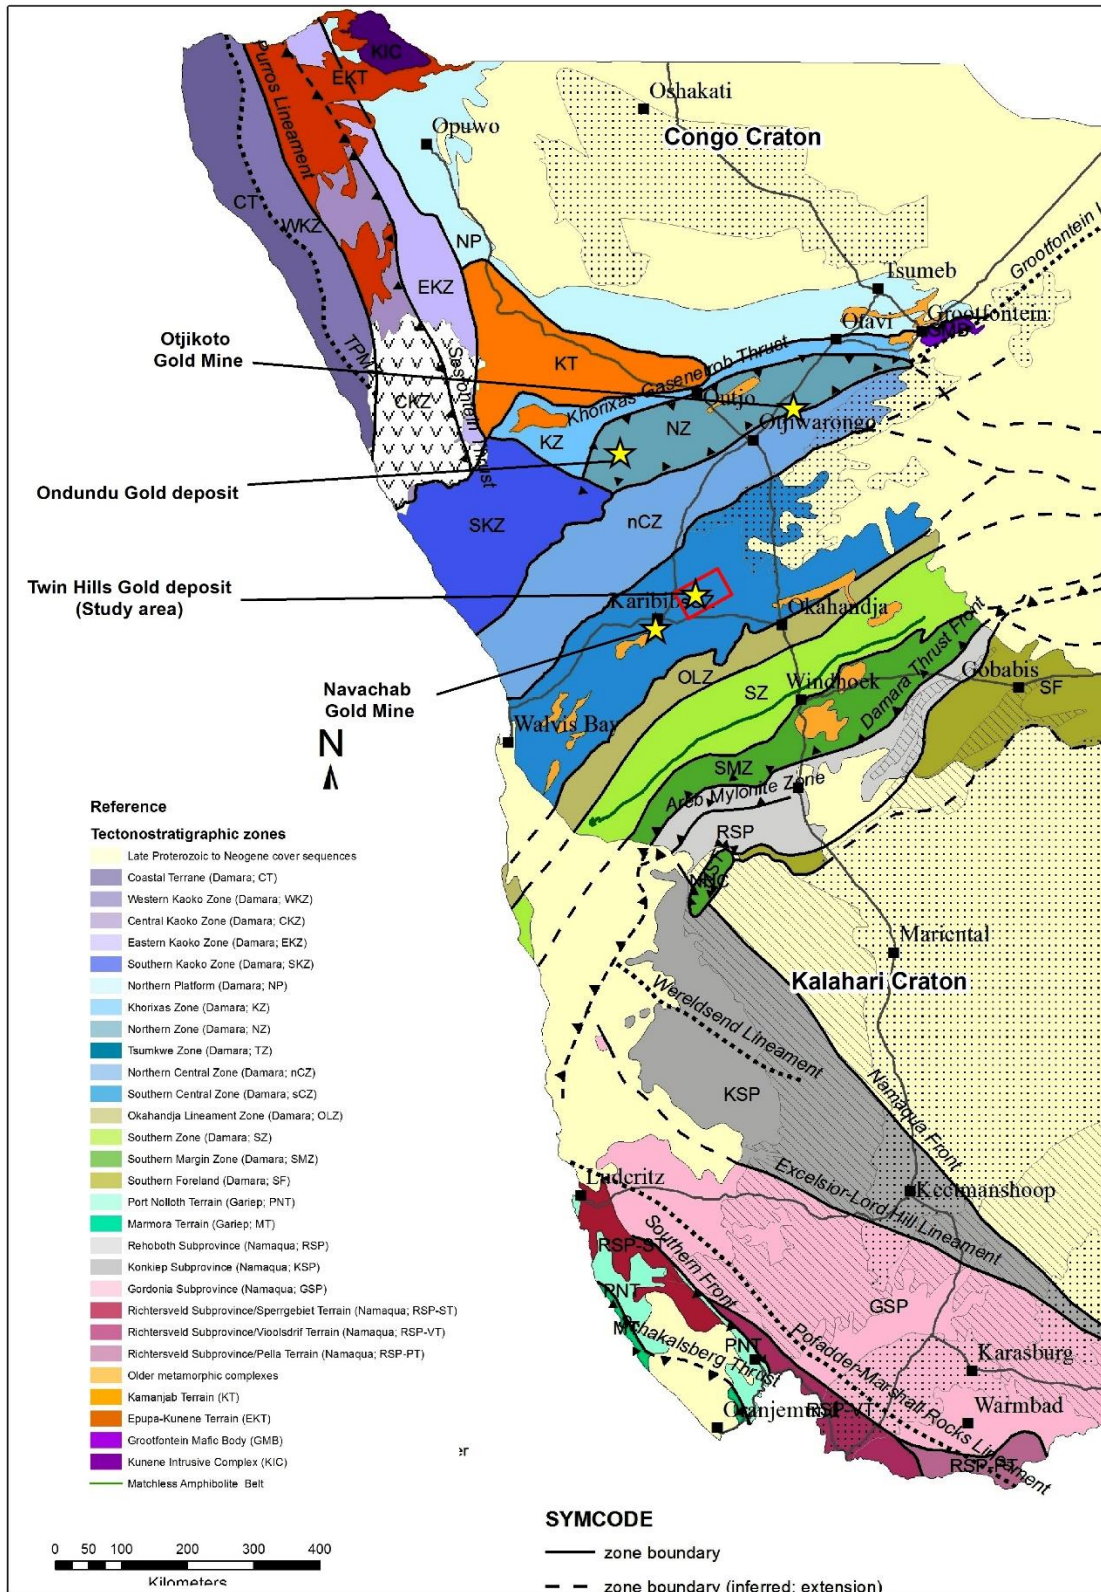 KIC
EKT
Purros Lineament
Oshakati
Congo Craton
Opuwo
CT
WKZ
NP
EKZ
Tsumeb
Grootfontein
Grootfontein
Otavi
Otjikoto
Gold Mine
TPM
KT
Khorixas Gaseneirob Thrust
Outjo
CKZ
Sesfontein Thrust
KZ
NZ
Otjiwarongo
Ondundu Gold deposit
SKZ
nCZ
Twin Hills Gold deposit
(Study area)
Okahandja
Navachab
Gold Mine
OLZ
SZ
Windhoek
Damara Thrust Front
Gobabis
SF
Walvis Bay
N
SMZ
Areb Mylonite Zone
RSP
Mariental
Kalahari Craton
Wereldsend Lineament
KSP
Namaqua Front
Excelsior-Lord Hill Lineament
Keetmanshoop
Luderitz
RSP-ST
Southern Front
PNT
MT
Schakalsberg Thrust
PNT
GSP
Pofadder-Marshall Rocks Lineament
Karasburg
Warmbad
Oranjemund
RSP-VT
RSP-PT
Reference
Tectonostratigraphic zones
Late Proterozoic to Neogene cover sequences
Coastal Terrane (Damara; CT)
Western Kaoko Zone (Damara; WKZ)
Central Kaoko Zone (Damara; CKZ)
Eastern Kaoko Zone (Damara; EKZ)
Southern Kaoko Zone (Damara; SKZ)
Northern Platform (Damara; NP)
Khorixas Zone (Damara; KZ)
Northern Zone (Damara; NZ)
Tsumkwe Zone (Damara; TZ)
Northern Central Zone (Damara; nCZ)
Southern Central Zone (Damara; sCZ)
Okahandja Lineament Zone (Damara; OLZ)
Southern Zone (Damara; SZ)
Southern Margin Zone (Damara; SMZ)
Southern Foreland (Damara; SF)
Port Nolloth Terrain (Gariep; PNT)
Marmora Terrain (Gariep; MT)
Rehoboth Subprovince (Namaqua; RSP)
Konkiep Subprovince (Namaqua; KSP)
Gordonia Subprovince (Namaqua; GSP)
Richtersveld Subprovince/Sperrgebiet Terrain (Namaqua; RSP-ST)
Richtersveld Subprovince/Vioolsdrif Terrain (Namaqua; RSP-VT)
Richtersveld Subprovince/Pella Terrain (Namaqua; RSP-PT)
Older metamorphic complexes
Kamanjab Terrain (KT)
Epupa-Kunene Terrain (EKT)
Grootfontein Mafic Body (GMB)
Kunene Intrusive Complex (KIC)
Matchless Amphibolite Belt
0 50 100 200 300 400
Kilometers
SYMCODE
zone boundary
zone boundary (inferred; extension)